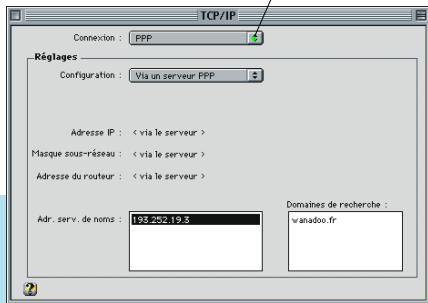 TCP/IP
Connexion : PPP
Réglages
Configuration : Via un serveur PPP
Adresse IP : < via le serveur >
Masque sous-réseau : < via le serveur >
Adresse du routeur : < via le serveur >
Domaines de recherche :
Adr. serv. de noms : 193.252.19.3
wanadoo.fr
?